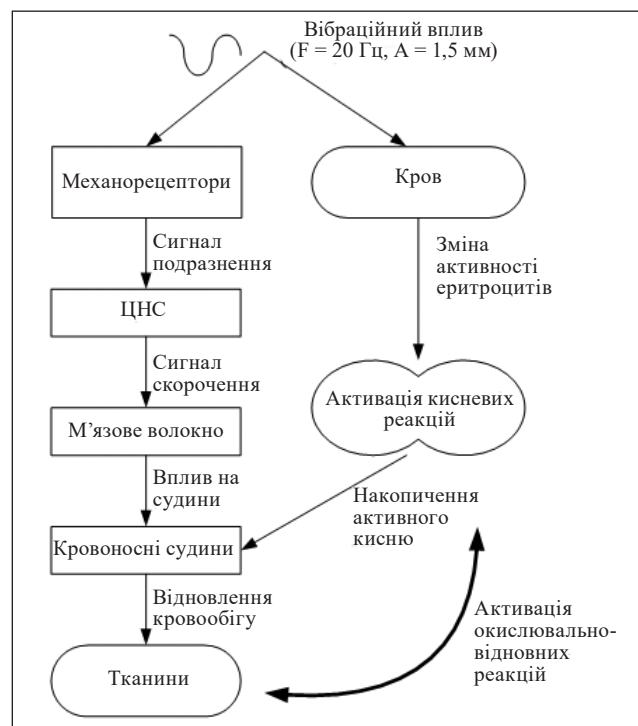 Вібраційний вплив
(F = 20 Гц, A = 1,5 мм)
Механорецептори
Кров
Сигнал
подразнення
Зміна
активності
еритроцитів
ЦНС
Сигнал
скорочення
Активація кисневих
реакцій
М’язове волокно
Вплив на
судини
Накопичення
активного
кисню
Кровоносні судини
Відновлення
кровообігу
Активація
окислювально-
відновних
реакцій
Тканини